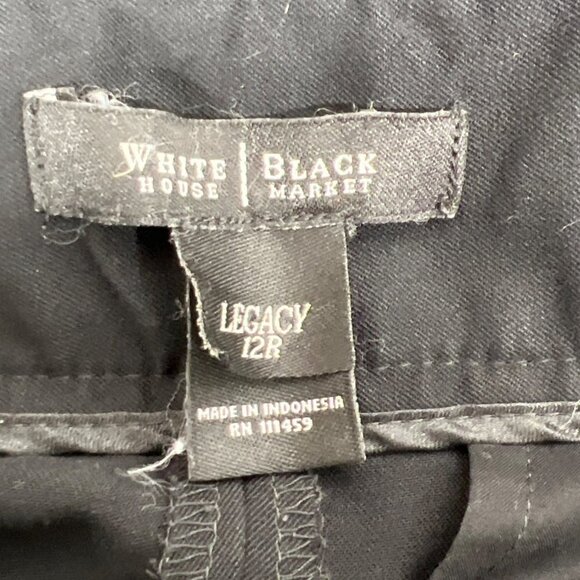 WHITE | BLACK
HOUSE | MARKET
LEGACY
12R
MADE IN INDONESIA
RN 111459